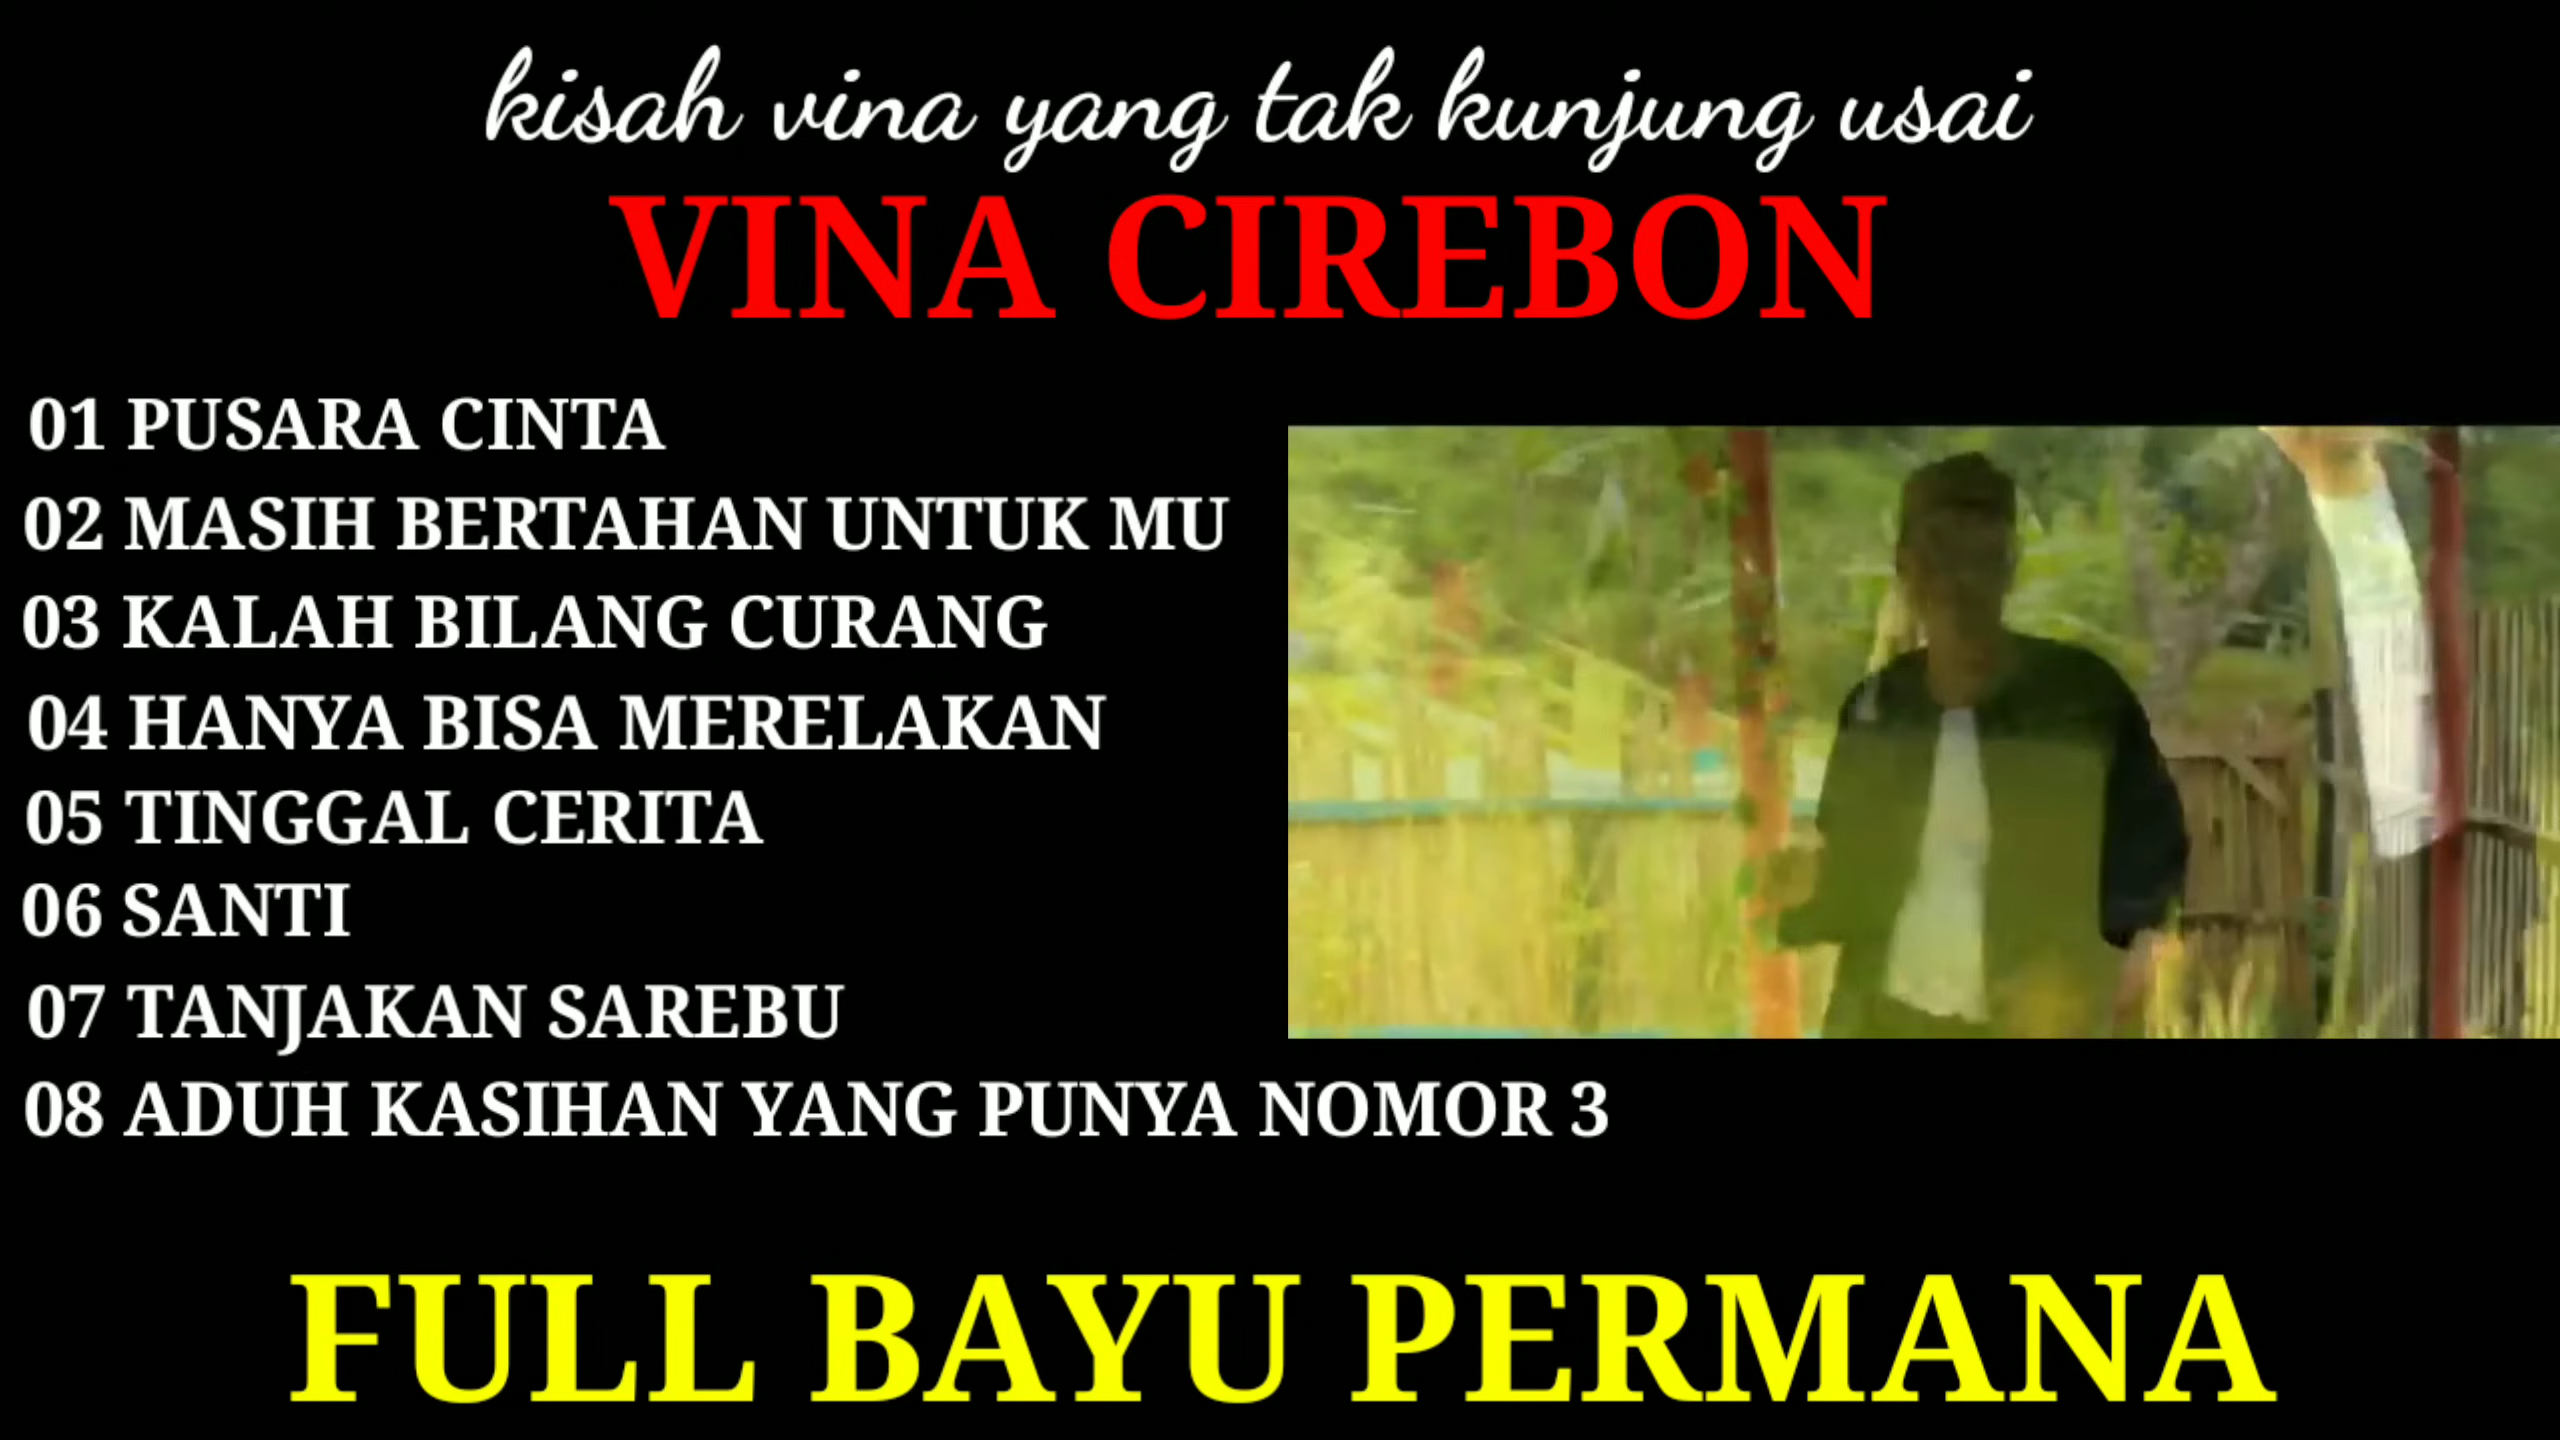 kisah vina yang tak kunjung usai
VINA CIREBON
01 PUSARA CINTA
02 MASIH BERTAHAN UNTUK MU
03 KALAH BILANG CURANG
04 HANYA BISA MERELAKAN
05 TINGGAL CERITA
06 SANTI
07 TANJAKAN SAREBU
08 ADUH KASIHAN YANG PUNYA NOMOR 3
FULL BAYU PERMANA